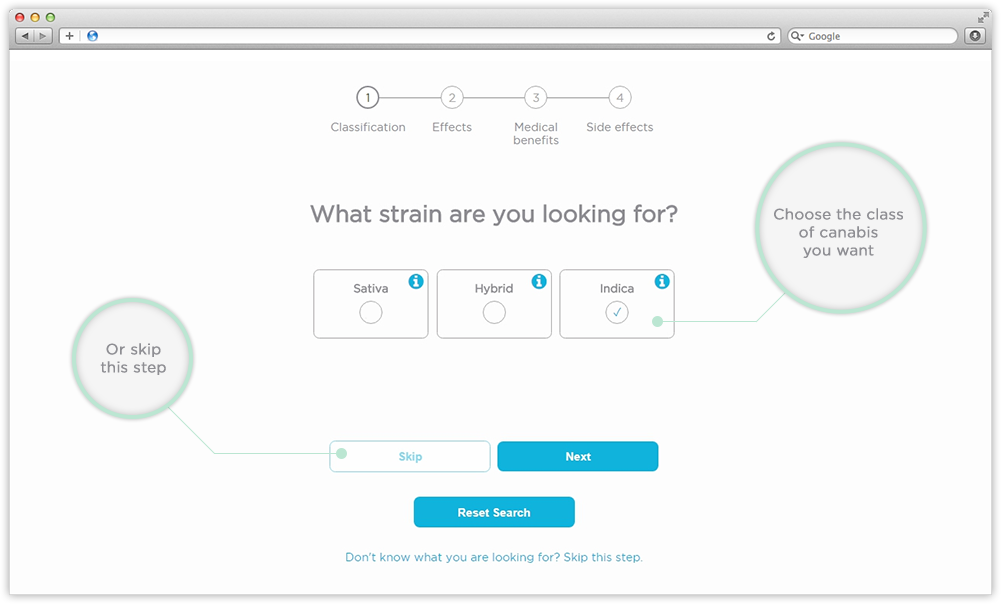 Google
1 2 3 4
Classification Effects Medical benefits Side effects
What strain are you looking for?
Choose the class
of canabis
you want
Sativa Hybrid Indica
Or skip
this step
Skip Next
Reset Search
Don't know what you are looking for? Skip this step.